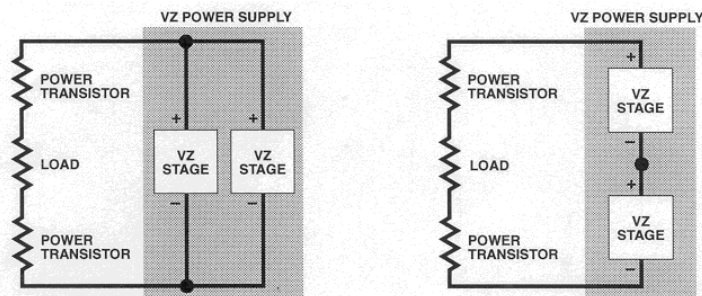 VZ POWER SUPPLY
POWER
TRANSISTOR
LOAD
POWER
TRANSISTOR
+
VZ
STAGE
−
+
VZ
STAGE
−
VZ POWER SUPPLY
POWER
TRANSISTOR
LOAD
POWER
TRANSISTOR
+
VZ
STAGE
−
+
VZ
STAGE
−